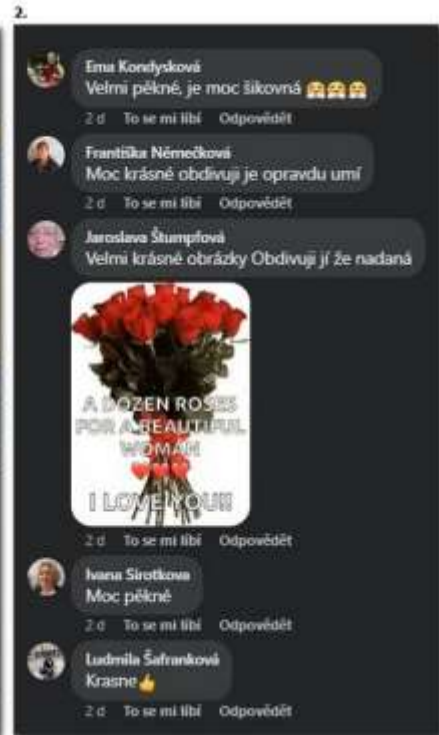 2.
Ema Kondysková
Velmi pěkné, je moc šikovná 😤😤😤
2 d To se mi líbí Odpovědět
Františka Němečková
Moc krásné obdivuji je opravdu umí
2 d To se mi líbí Odpovědět
Jaroslava Štumpfová
Velmi krásné obrázky Obdivuji jí že nadaná
A DOZEN ROSES
FOR A BEAUTIFUL
WOMAN
I LOVE YOU!!
2 d To se mi líbí Odpovědět
Ivana Sirotkova
Moc pěkné
2 d To se mi líbí Odpovědět
Ludmila Šafranková
Krasne👍
2 d To se mi líbí Odpovědět